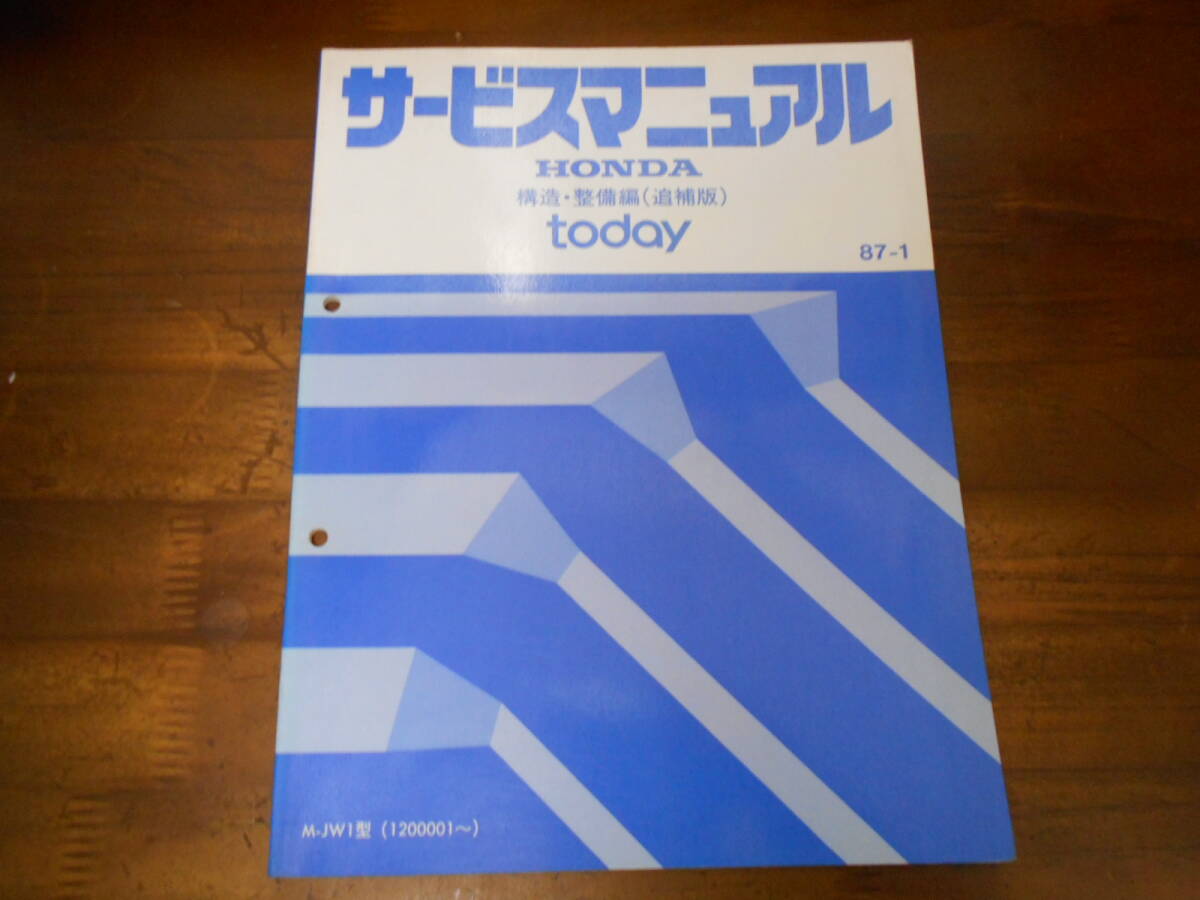 サービスマニュアル
HONDA
構造・整備編(追補版)
today
87-1
M-JW1型 (1200001〜)